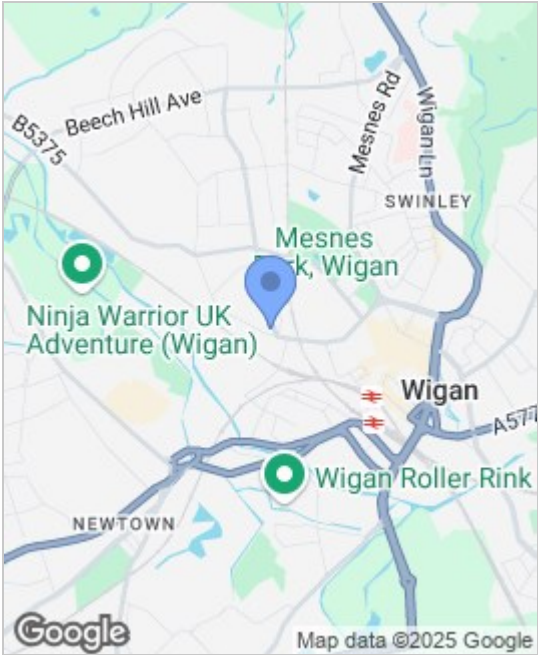 Beech Hill Ave
B5375
Mesnes Rd
Wigan Ln
SWINLEY
Mesnes
Park, Wigan
Ninja Warrior UK
Adventure (Wigan)
Wigan
A577
Wigan Roller Rink
NEWTOWN
Google
Map data ©2025 Google